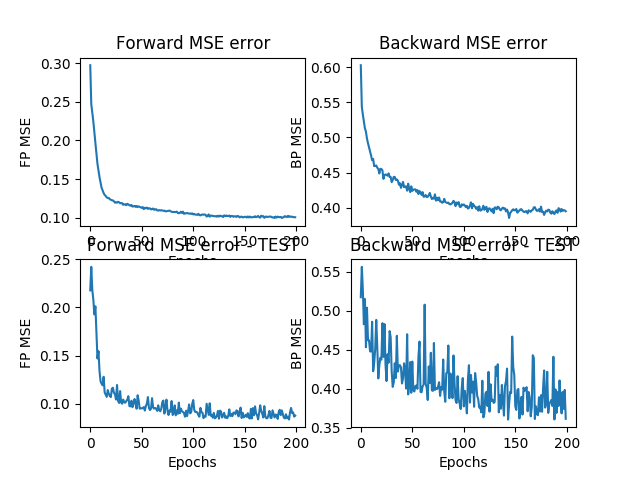 Forward MSE error
Backward MSE error
FP MSE
0.30
0.25
0.20
0.15
0.10
0 50 100 150 200
Epochs
BP MSE
0.60
0.55
0.50
0.45
0.40
0 50 100 150 200
Epochs
Forward MSE error - TEST
Backward MSE error - TEST
FP MSE
0.25
0.20
0.15
0.10
0 50 100 150 200
Epochs
BP MSE
0.55
0.50
0.45
0.40
0.35
0 50 100 150 200
Epochs